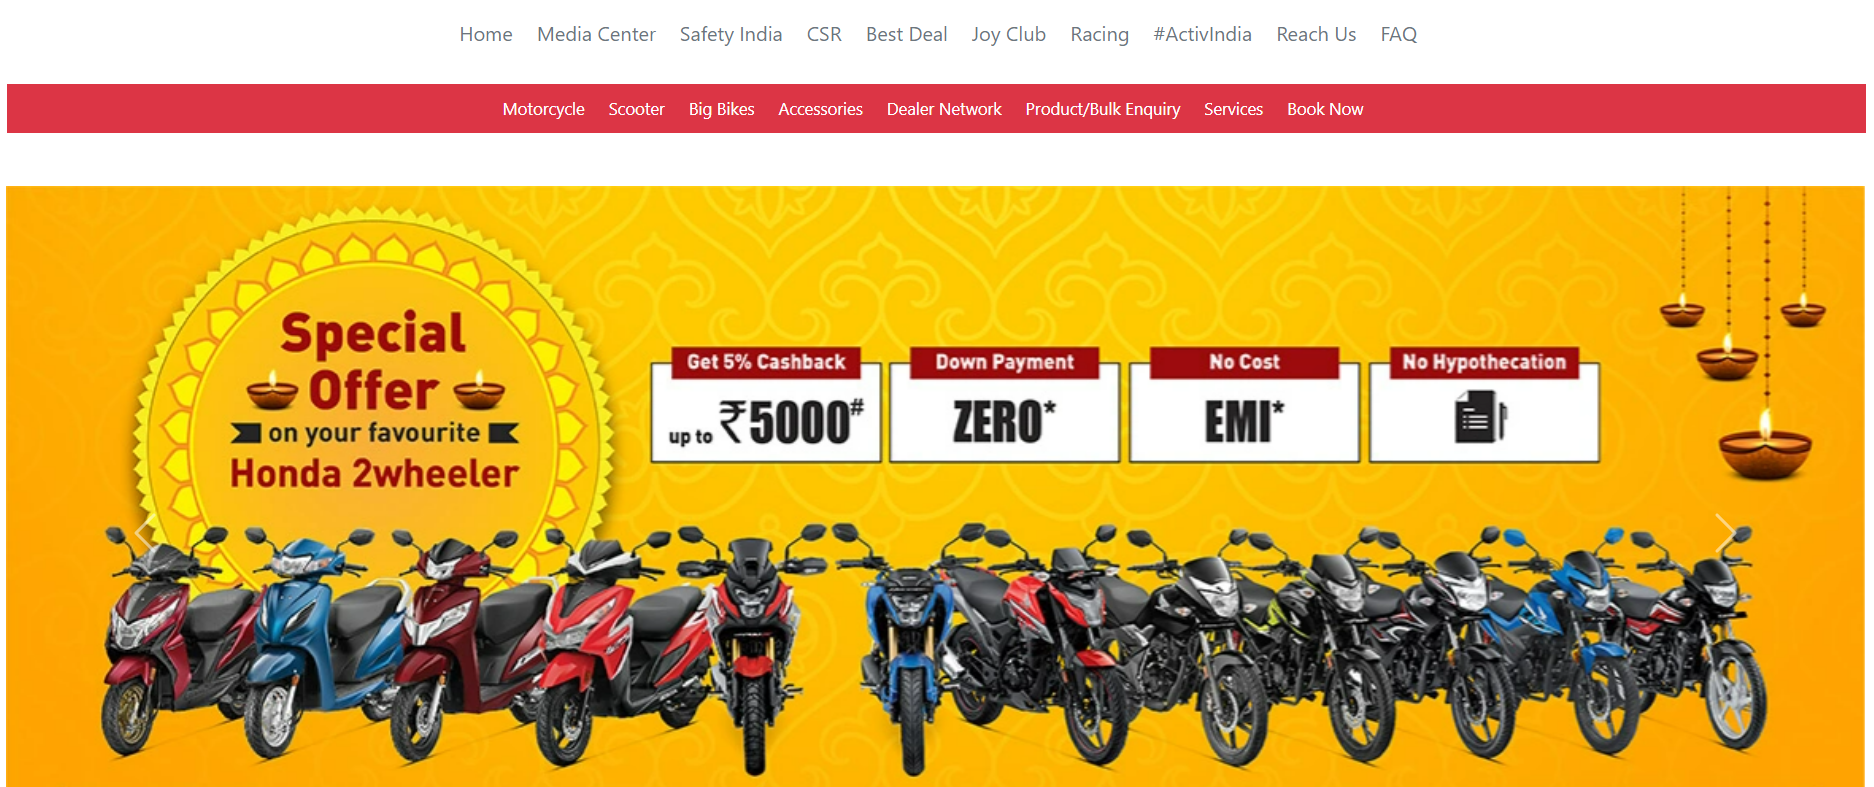 Home Media Center Safety India CSR Best Deal Joy Club Racing #ActivIndia Reach Us FAQ
Motorcycle Scooter Big Bikes Accessories Dealer Network Product/Bulk Enquiry Services Book Now
Special
Offer
on your favourite
Honda 2wheeler
Get 5% Cashback
up to ₹5000#
Down Payment
ZERO*
No Cost
EMI*
No Hypothecation